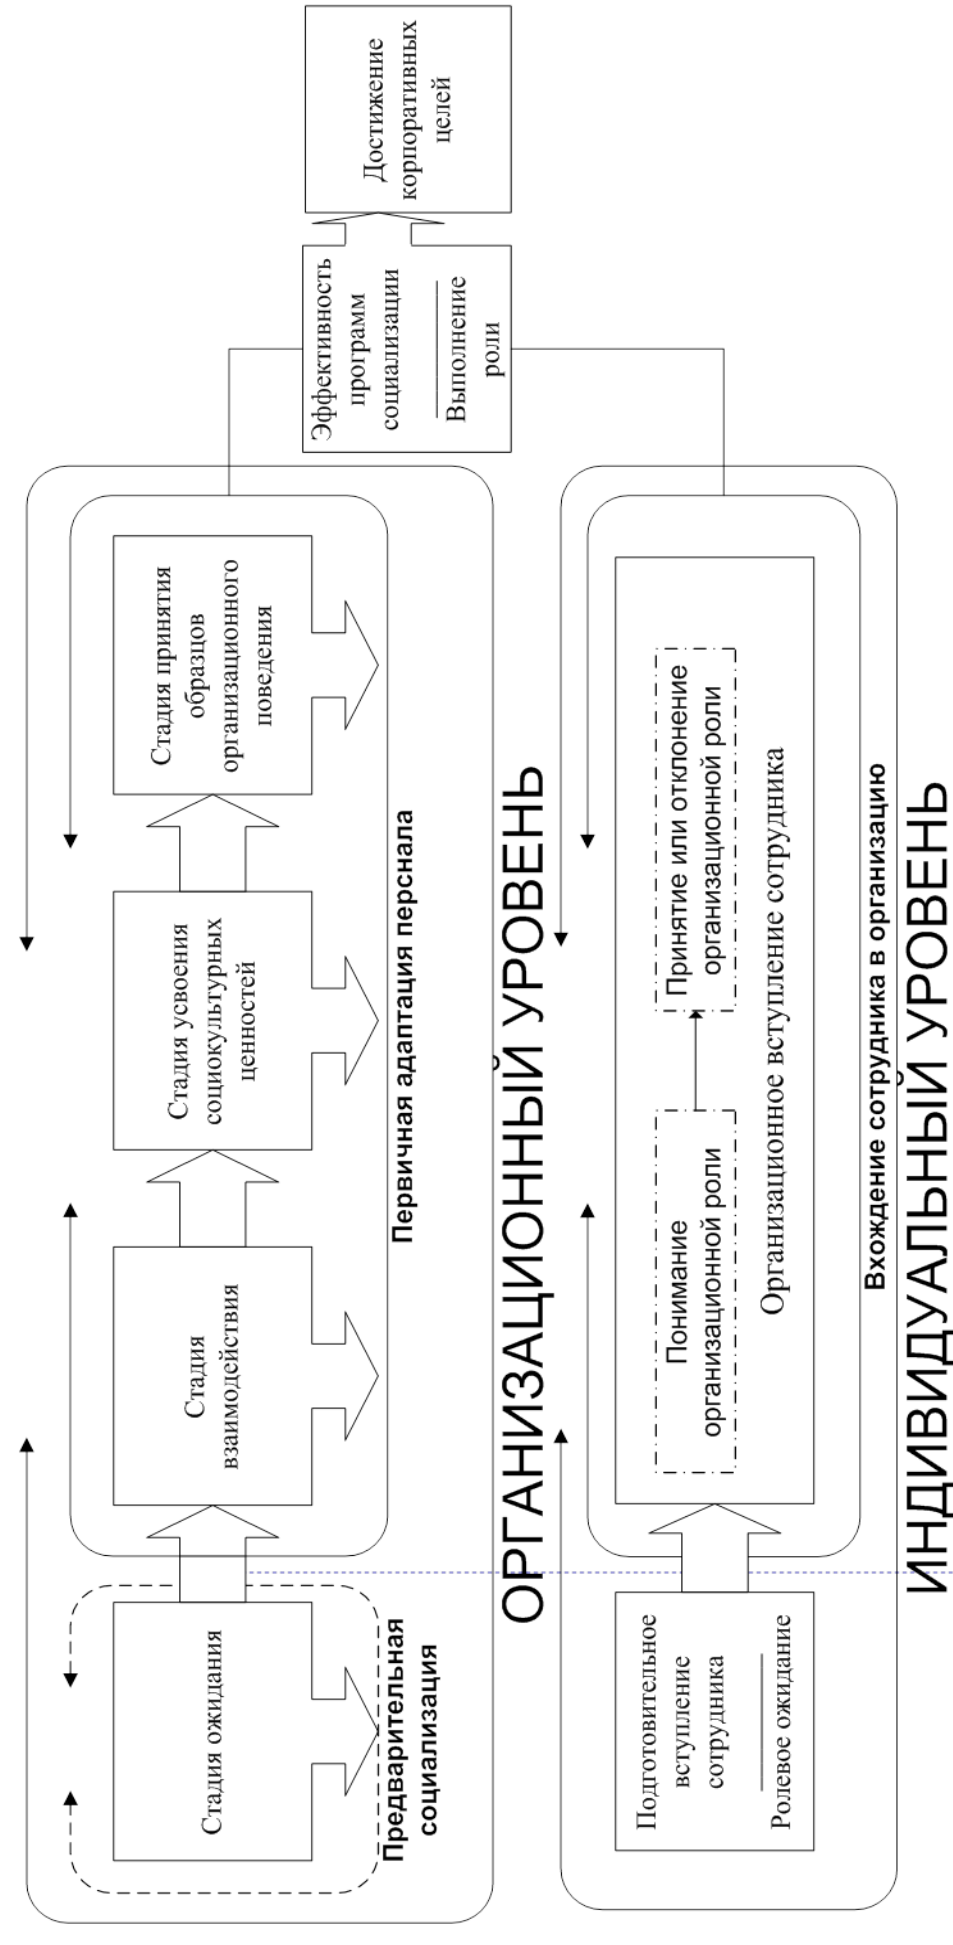 Стадия ожидания
Предварительная
социализация
Стадия
взаимодействия
Стадия усвоения
социокультурных
ценностей
Стадия принятия
образцов
организационного
поведения
Первичная адаптация перснала
ОРГАНИЗАЦИОННЫЙ УРОВЕНЬ
Подготовительное
вступление
сотрудника
Ролевое ожидание
Понимание
организационной роли
Принятие или отклонение
организационной роли
Организационное вступление сотрудника
Вхождение сотрудника в организацию
ИНДИВИДУАЛЬНЫЙ УРОВЕНЬ
Эффективность
программ
социализации
Выполнение
роли
Достижение
корпоративных
целей